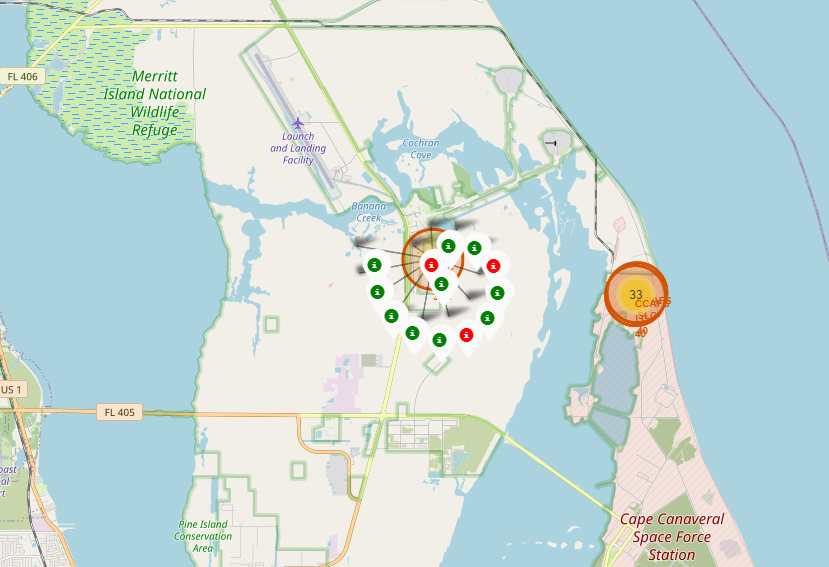 FL 406
Merritt
Island National
Wildlife
Refuge
Launch
and Landing
Facility
Cochran
Cove
Banana
Creek
33
US 1
FL 405
Pine Island
Conservation
Area
Cape Canaveral
Space Force
Station